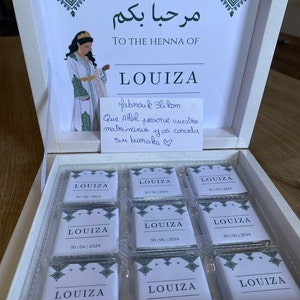 مرحبا بكم
TO THE HENNA OF
LOUIZA
Que Allah preserve vuestro
matrimonio y os conceda
su baraka ♡
LOUIZA
30 | 06 | 2024
LOUIZA
30 | 06 | 2024
LOUIZA
30 | 06 | 2024
LOUIZA
30 | 06 | 2024
LOUIZA
30 | 06 | 2024
LOUIZA
30 | 06 | 2024
LOUIZA
LOUIZA
LOUIZA